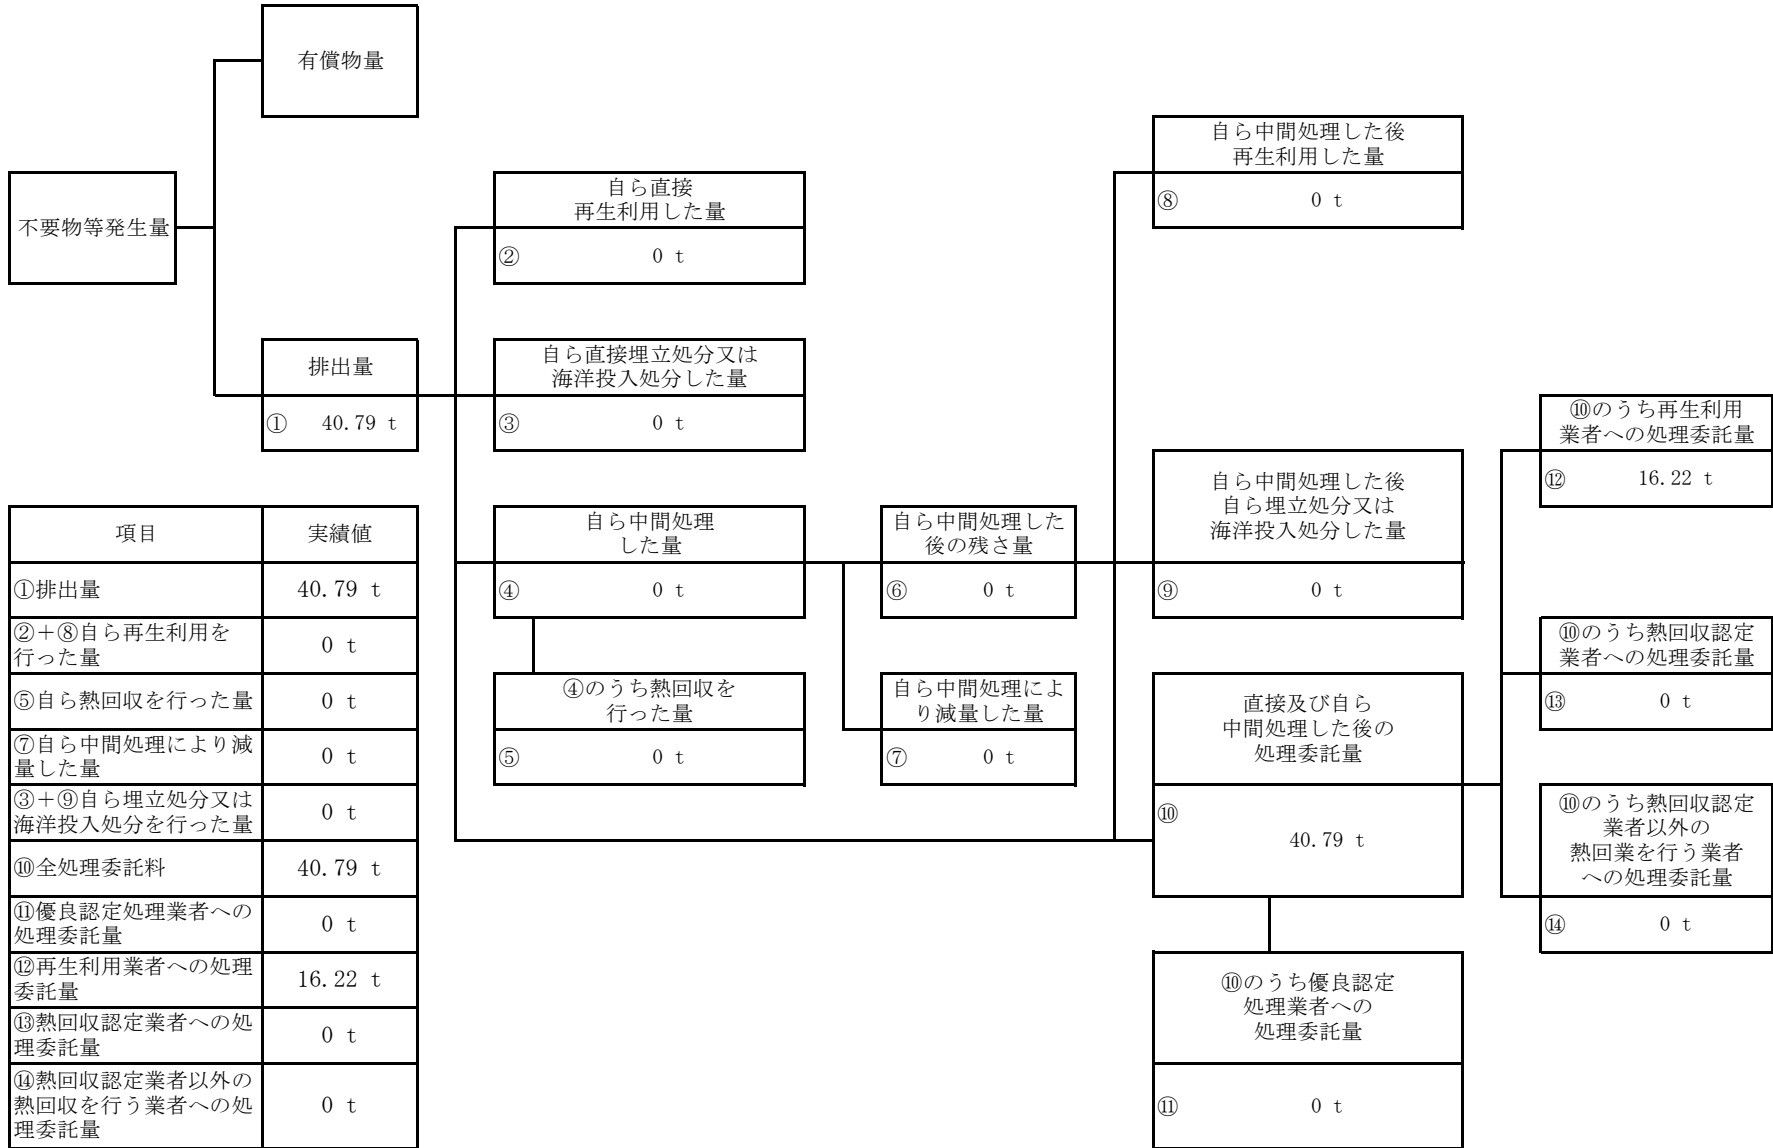 有償物量
不要物等発生量
排出量
① 40.79 t
自ら直接
再生利用した量
② 0 t
自ら直接埋立処分又は
海洋投入処分した量
③ 0 t
自ら中間処理
した量
④ 0 t
④のうち熱回収を
行った量
⑤ 0 t
自ら中間処理した
後の残さ量
⑥ 0 t
自ら中間処理によ
り減量した量
⑦ 0 t
自ら中間処理した後
再生利用した量
⑧ 0 t
自ら中間処理した後
自ら埋立処分又は
海洋投入処分した量
⑨ 0 t
直接及び自ら
中間処理した後の
処理委託量
⑩
40.79 t
⑩のうち優良認定
処理業者への
処理委託量
⑪ 0 t
⑩のうち再生利用
業者への処理委託量
⑫ 16.22 t
⑩のうち熱回収認定
業者への処理委託量
⑬ 0 t
⑩のうち熱回収認定
業者以外の
熱回業を行う業者
への処理委託量
⑭ 0 t
項目 実績値
①排出量 40.79 t
②＋⑧自ら再生利用を
行った量 0 t
⑤自ら熱回収を行った量 0 t
⑦自ら中間処理により減
量した量 0 t
③＋⑨自ら埋立処分又は
海洋投入処分を行った量 0 t
⑩全処理委託料 40.79 t
⑪優良認定処理業者への
処理委託量 0 t
⑫再生利用業者への処理
委託量 16.22 t
⑬熱回収認定業者への処
理委託量 0 t
⑭熱回収認定業者以外の
熱回収を行う業者への処
理委託量 0 t